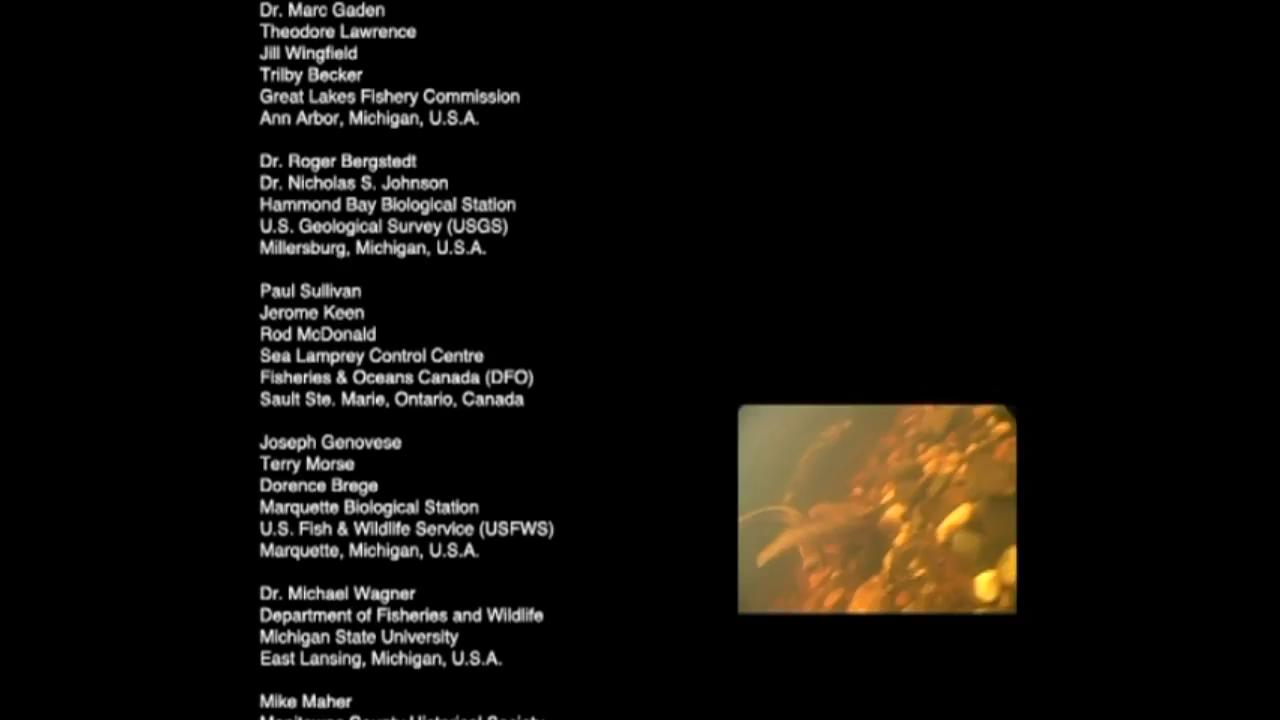 Dr. Marc Gaden
Theodore Lawrence
Jill Wingfield
Trilby Becker
Great Lakes Fishery Commission
Ann Arbor, Michigan, U.S.A.
Dr. Roger Bergstedt
Dr. Nicholas S. Johnson
Hammond Bay Biological Station
U.S. Geological Survey (USGS)
Millersburg, Michigan, U.S.A.
Paul Sullivan
Jerome Keen
Rod McDonald
Sea Lamprey Control Centre
Fisheries & Oceans Canada (DFO)
Sault Ste. Marie, Ontario, Canada
Joseph Genovese
Terry Morse
Dorence Brege
Marquette Biological Station
U.S. Fish & Wildlife Service (USFWS)
Marquette, Michigan, U.S.A.
Dr. Michael Wagner
Department of Fisheries and Wildlife
Michigan State University
East Lansing, Michigan, U.S.A.
Mike Maher